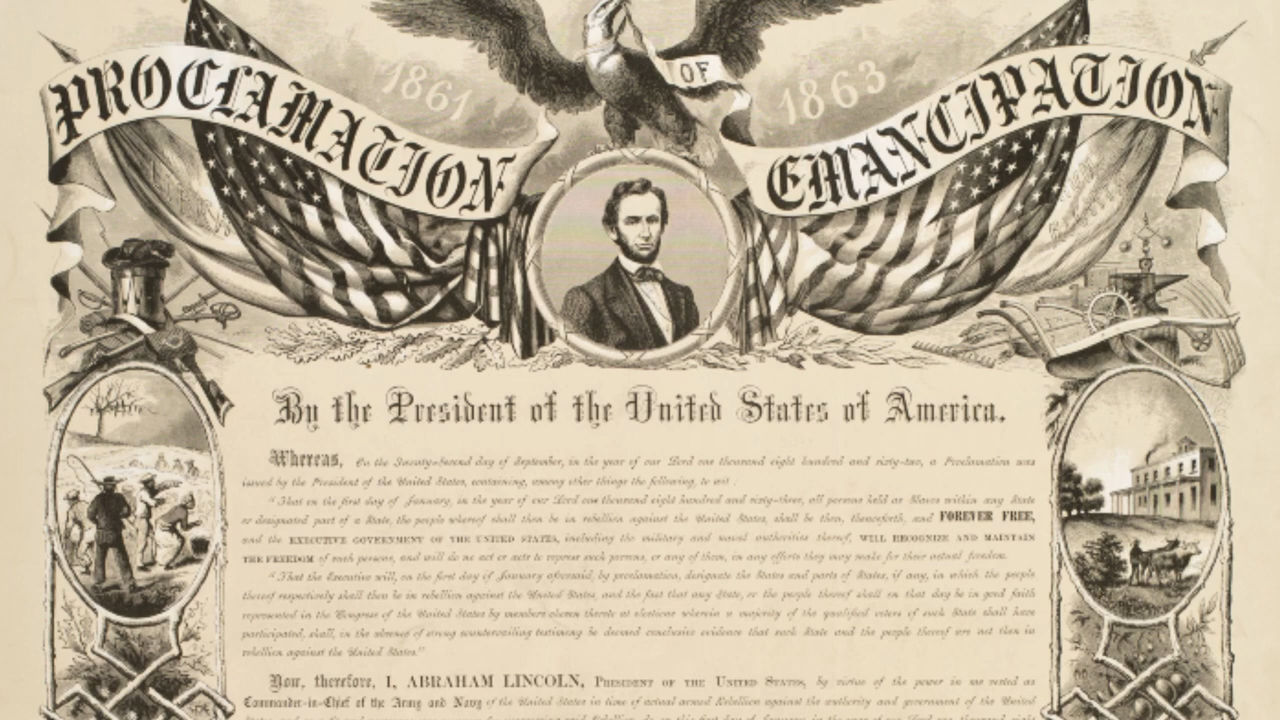 PROCLAMATION
OF
EMANCIPATION
1861
1863
By the President of the United States of America.
Whereas, On the Twenty-Second day of September, in the year of our Lord one thousand eight hundred and sixty-two, a Proclamation was
issued by the President of the United States, containing, among other things the following, to wit:
"That on the first day of January, in the year of our Lord one thousand eight hundred and sixty-three, all persons held as Slaves within any State
or designated part of a State, the people whereof shall then be in rebellion against the United States, shall be then, thenceforth, and FOREVER FREE,
and the EXECUTIVE GOVERNMENT OF THE UNITED STATES, including the military and naval authorities thereof, WILL RECOGNIZE AND MAINTAIN
THE FREEDOM of such persons, and will do no act or acts to repress such persons, or any of them, in any efforts they may make for their actual freedom.
"That the Executive will, on the first day of January aforesaid, by proclamation, designate the States and parts of States, if any, in which the people
thereof respectively shall then be in rebellion against the United States, and the fact that any State, or the people thereof shall on that day be in good faith
represented in the Congress of the United States by members chosen thereto at elections wherein a majority of the qualified voters of such State shall have
participated, shall, in the absence of strong countervailing testimony be deemed conclusive evidence that such State and the people thereof are not then in
rebellion against the United States."
Now, therefore, I, ABRAHAM LINCOLN, PRESIDENT OF THE UNITED STATES, by virtue of the power in me vested as
Commander-in-Chief of the Army and Navy of the United States in time of actual armed Rebellion against the authority and government of the United